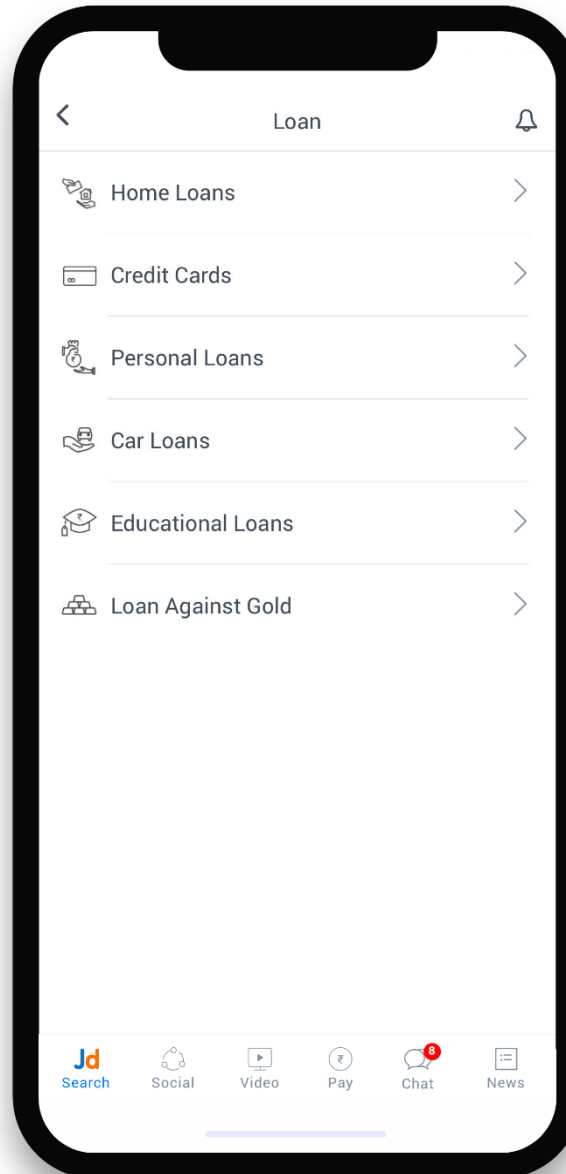 Loan
Home Loans
Credit Cards
Personal Loans
Car Loans
Educational Loans
Loan Against Gold
Jd
8
Search Social Video Pay Chat News